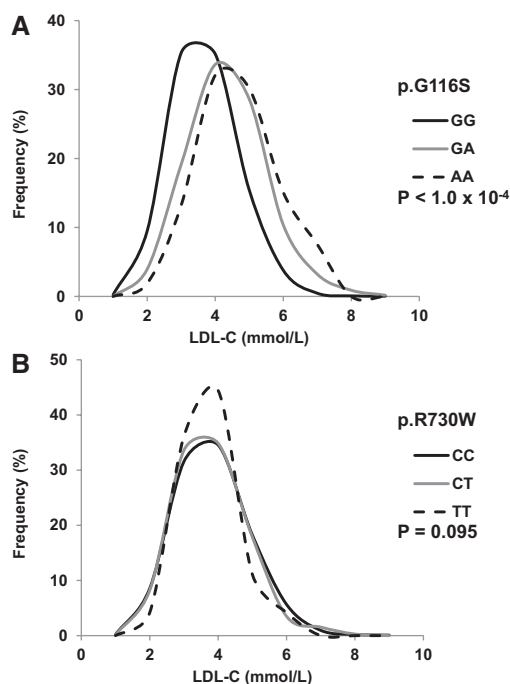 A
40
30
20
10
0
Frequency (%)
0 2 4 6 8 10
LDL-C (mmol/L)
p.G116S
GG
GA
AA
P < 1.0 x 10⁻⁴
B
50
40
30
20
10
0
Frequency (%)
0 2 4 6 8 10
LDL-C (mmol/L)
p.R730W
CC
CT
TT
P = 0.095